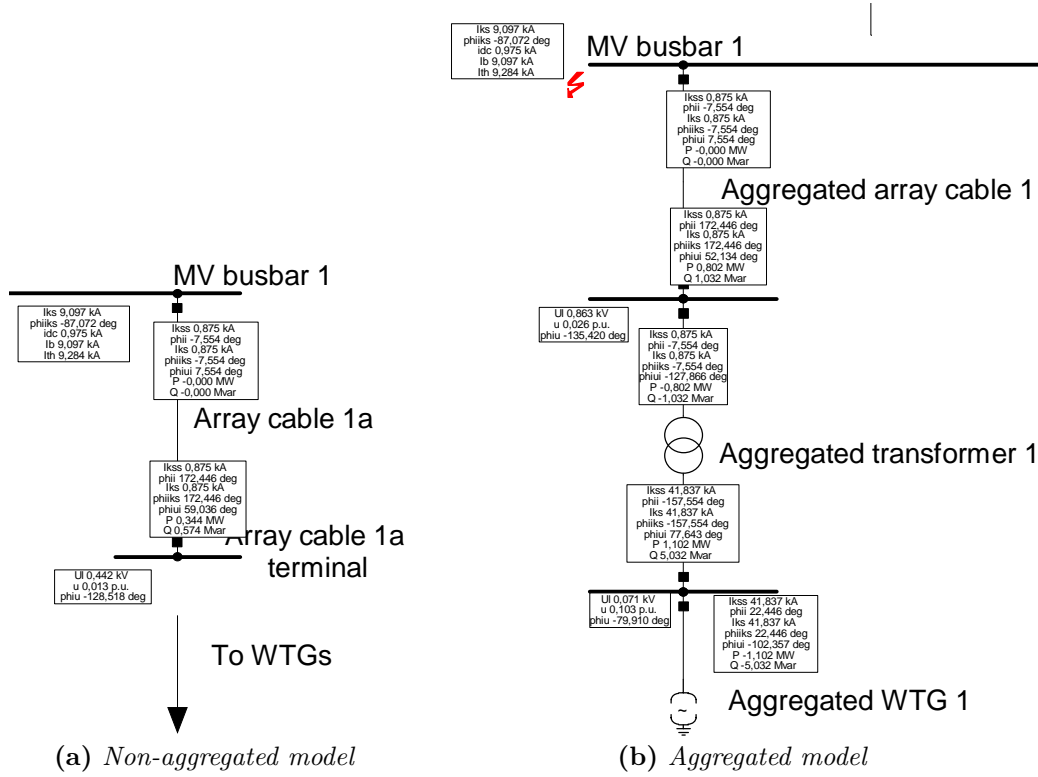 MV busbar 1
Iks 9,097 kA
phiiks -87,072 deg
idc 0,975 kA
Ib 9,097 kA
Ith 9,284 kA
Ikss 0,875 kA
phii -7,554 deg
Iks 0,875 kA
phiiks -7,554 deg
phiui 7,554 deg
P -0,000 MW
Q -0,000 Mvar
Array cable 1a
Ikss 0,875 kA
phii 172,446 deg
Iks 0,875 kA
phiiks 172,446 deg
phiui 59,036 deg
P 0,344 MW
Q 0,574 Mvar
Array cable 1a
terminal
Ul 0,442 kV
u 0,013 p.u.
phiu -128,518 deg
To WTGs
(a) Non-aggregated model
Iks 9,097 kA
phiiks -87,072 deg
idc 0,975 kA
Ib 9,097 kA
Ith 9,284 kA
MV busbar 1
Ikss 0,875 kA
phii -7,554 deg
Iks 0,875 kA
phiiks -7,554 deg
phiui 7,554 deg
P -0,000 MW
Q -0,000 Mvar
Aggregated array cable 1
Ikss 0,875 kA
phii 172,446 deg
Iks 0,875 kA
phiiks 172,446 deg
phiui 52,134 deg
P 0,802 MW
Q 1,032 Mvar
Ul 0,863 kV
u 0,026 p.u.
phiu -135,420 deg
Ikss 0,875 kA
phii -7,554 deg
Iks 0,875 kA
phiiks -7,554 deg
phiui -127,866 deg
P -0,802 MW
Q -1,032 Mvar
Aggregated transformer 1
Ikss 41,837 kA
phii -157,554 deg
Iks 41,837 kA
phiiks -157,554 deg
phiui 77,643 deg
P 1,102 MW
Q 5,032 Mvar
Ul 0,071 kV
u 0,103 p.u.
phiu -79,910 deg
Ikss 41,837 kA
phii 22,446 deg
Iks 41,837 kA
phiiks 22,446 deg
phiui -102,357 deg
P -1,102 MW
Q -5,032 Mvar
Aggregated WTG 1
~
(b) Aggregated model